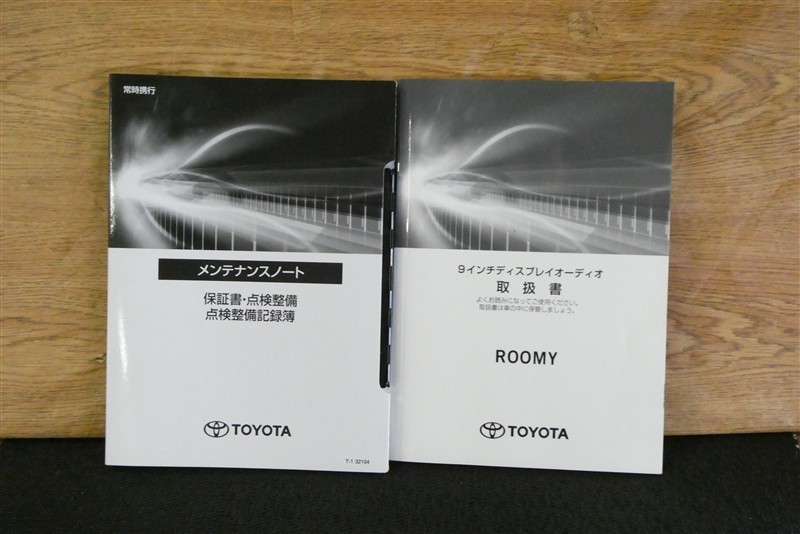 常時携行
メンテナンスノート
保証書・点検整備
点検整備記録簿
TOYOTA
T-1 32104
9インチディスプレイオーディオ
取扱書
よくお読みになってご使用ください。
取扱書は車の中に保管しましょう。
ROOMY
TOYOTA